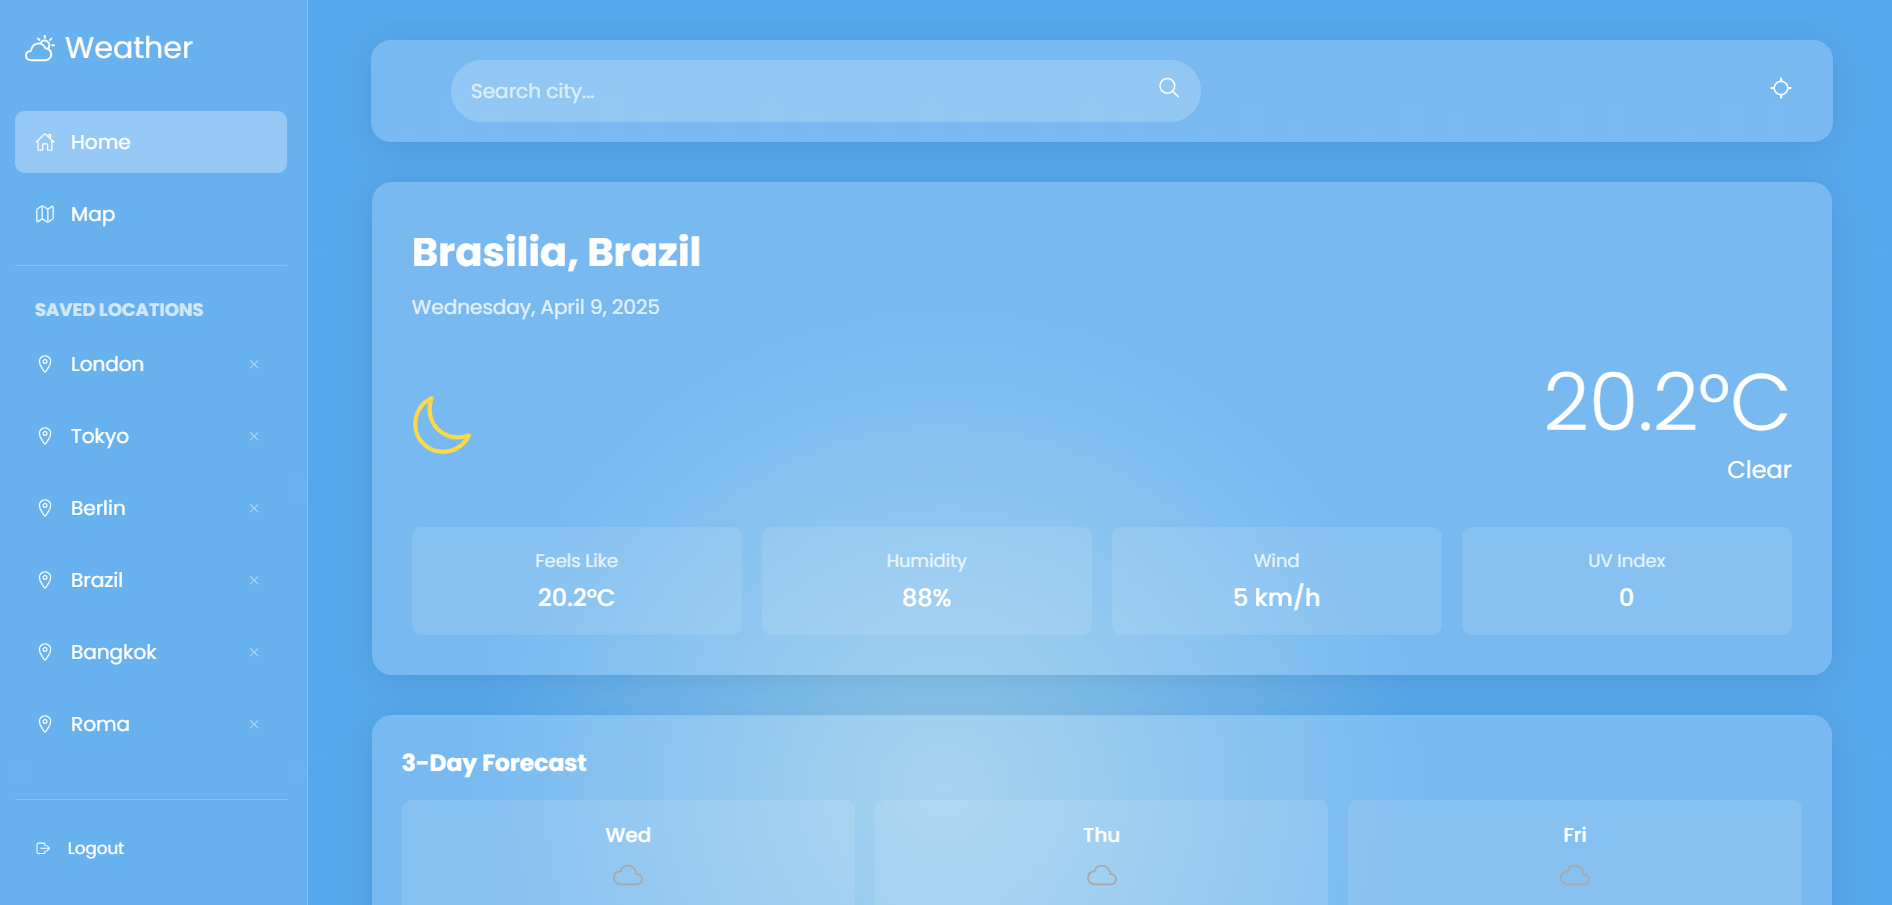 Weather
Home
Map
SAVED LOCATIONS
London
Tokyo
Berlin
Brazil
Bangkok
Roma
Logout
Search city...
Brasilia, Brazil
Wednesday, April 9, 2025
20.2°C
Clear
Feels Like
20.2°C
Humidity
88%
Wind
5 km/h
UV Index
0
3-Day Forecast
Wed
Thu
Fri